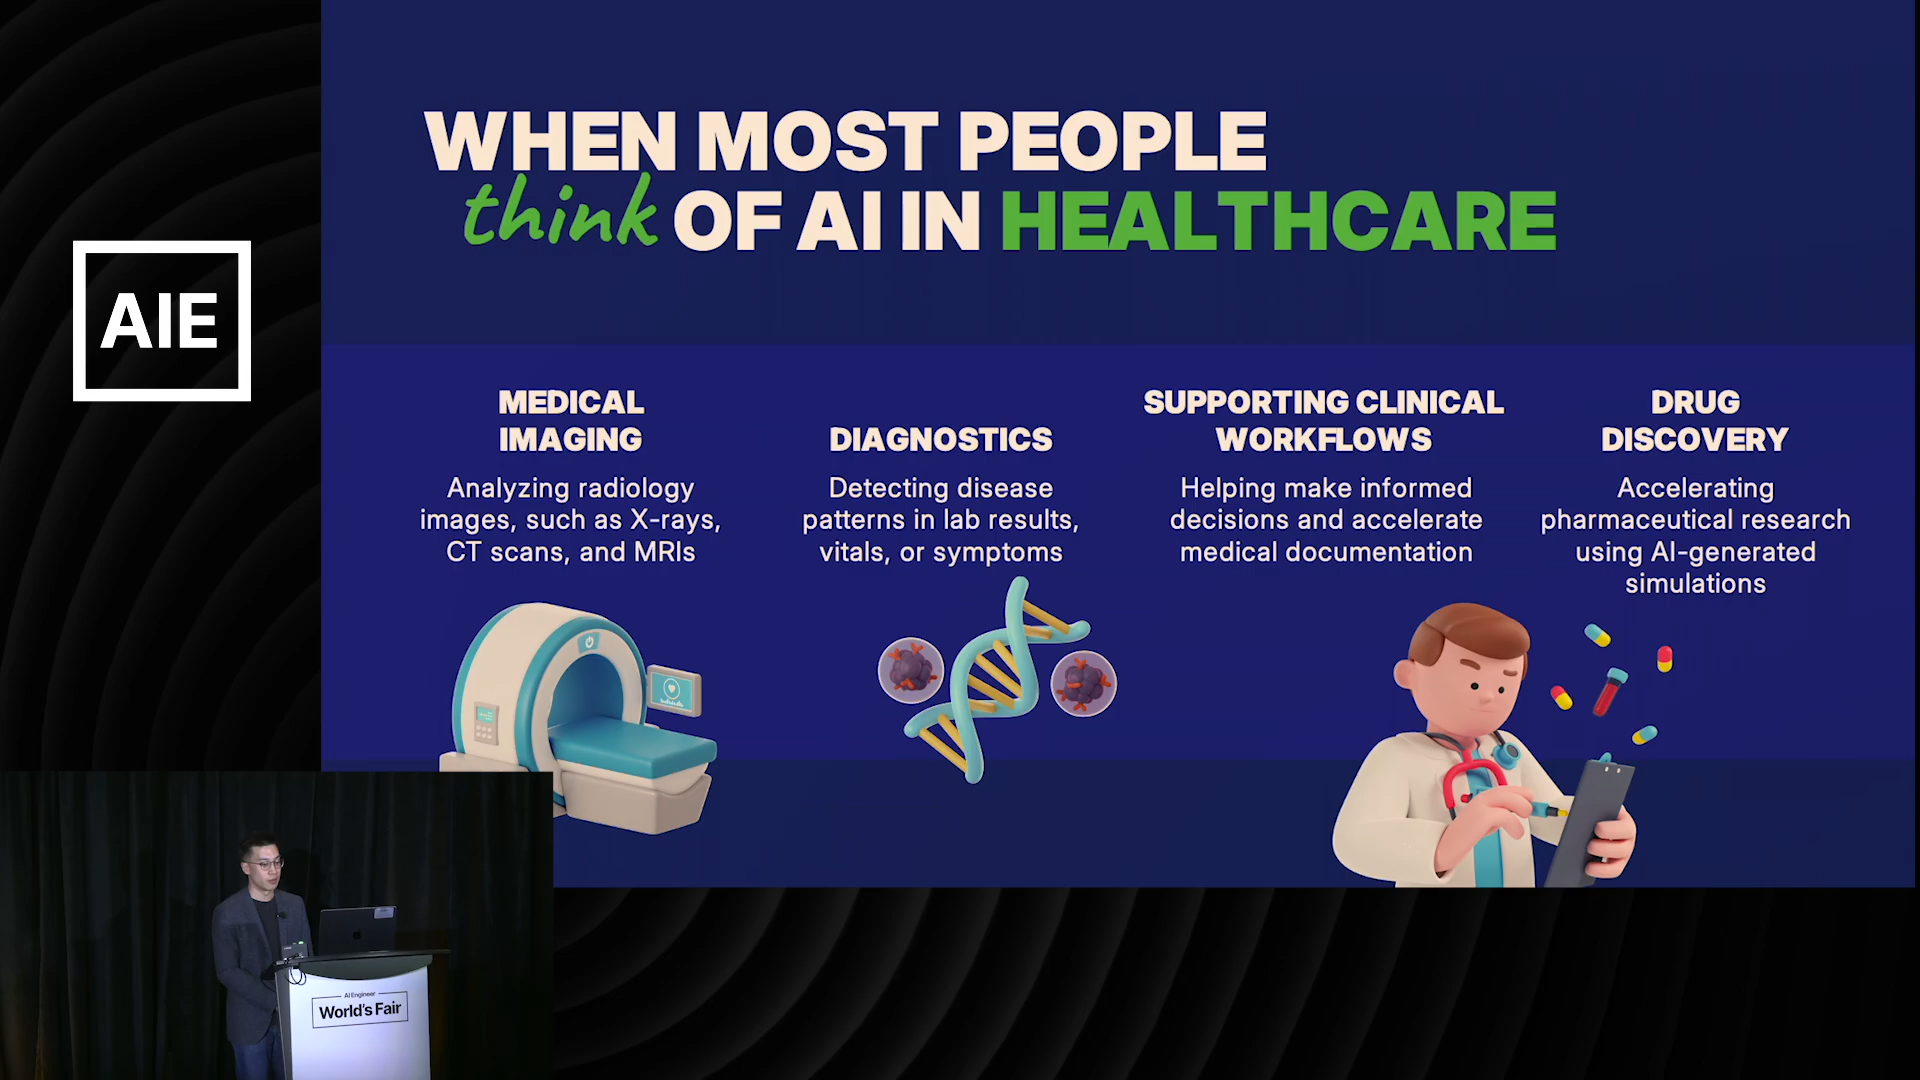 AIE
WHEN MOST PEOPLE
think OF AI IN HEALTHCARE
MEDICAL
IMAGING
Analyzing radiology
images, such as X-rays,
CT scans, and MRIs
DIAGNOSTICS
Detecting disease
patterns in lab results,
vitals, or symptoms
SUPPORTING CLINICAL
WORKFLOWS
Helping make informed
decisions and accelerate
medical documentation
DRUG
DISCOVERY
Accelerating
pharmaceutical research
using AI-generated
simulations
AI Engineer
World's Fair